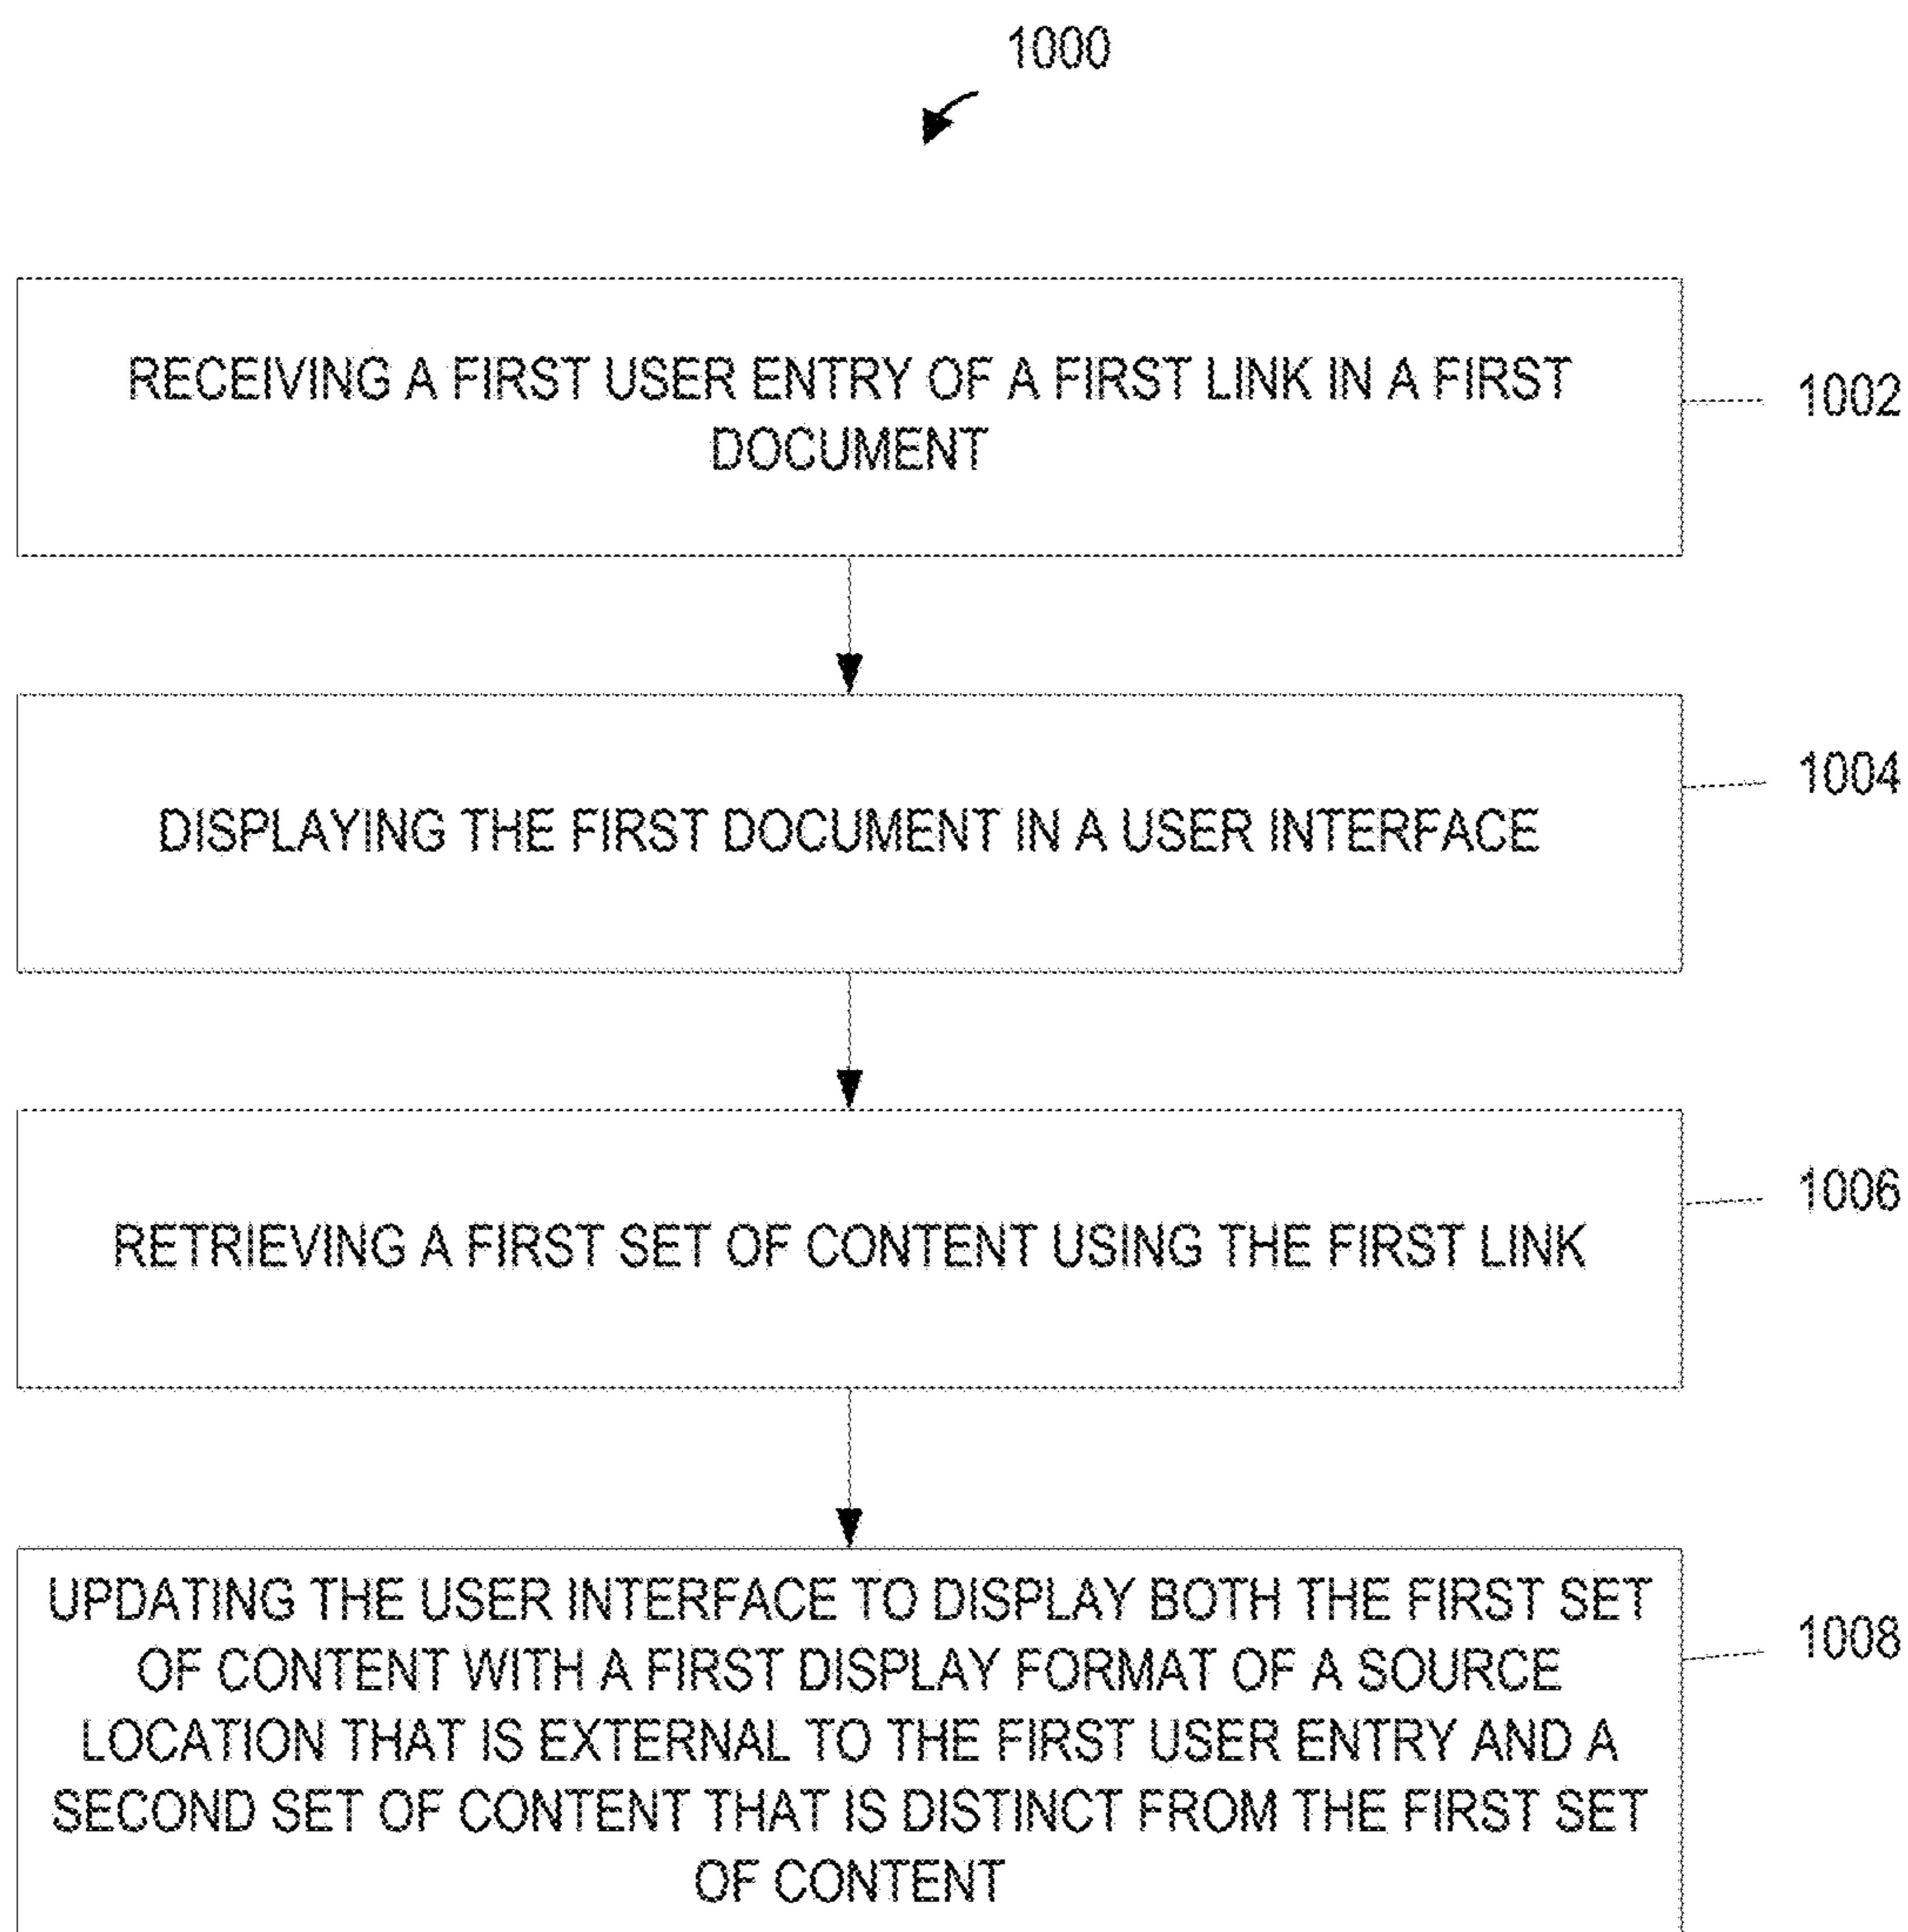 1000
RECEIVING A FIRST USER ENTRY OF A FIRST LINK IN A FIRST
DOCUMENT
1002
DISPLAYING THE FIRST DOCUMENT IN A USER INTERFACE
1004
RETRIEVING A FIRST SET OF CONTENT USING THE FIRST LINK
1006
UPDATING THE USER INTERFACE TO DISPLAY BOTH THE FIRST SET
OF CONTENT WITH A FIRST DISPLAY FORMAT OF A SOURCE
LOCATION THAT IS EXTERNAL TO THE FIRST USER ENTRY AND A
SECOND SET OF CONTENT THAT IS DISTINCT FROM THE FIRST SET
OF CONTENT
1008